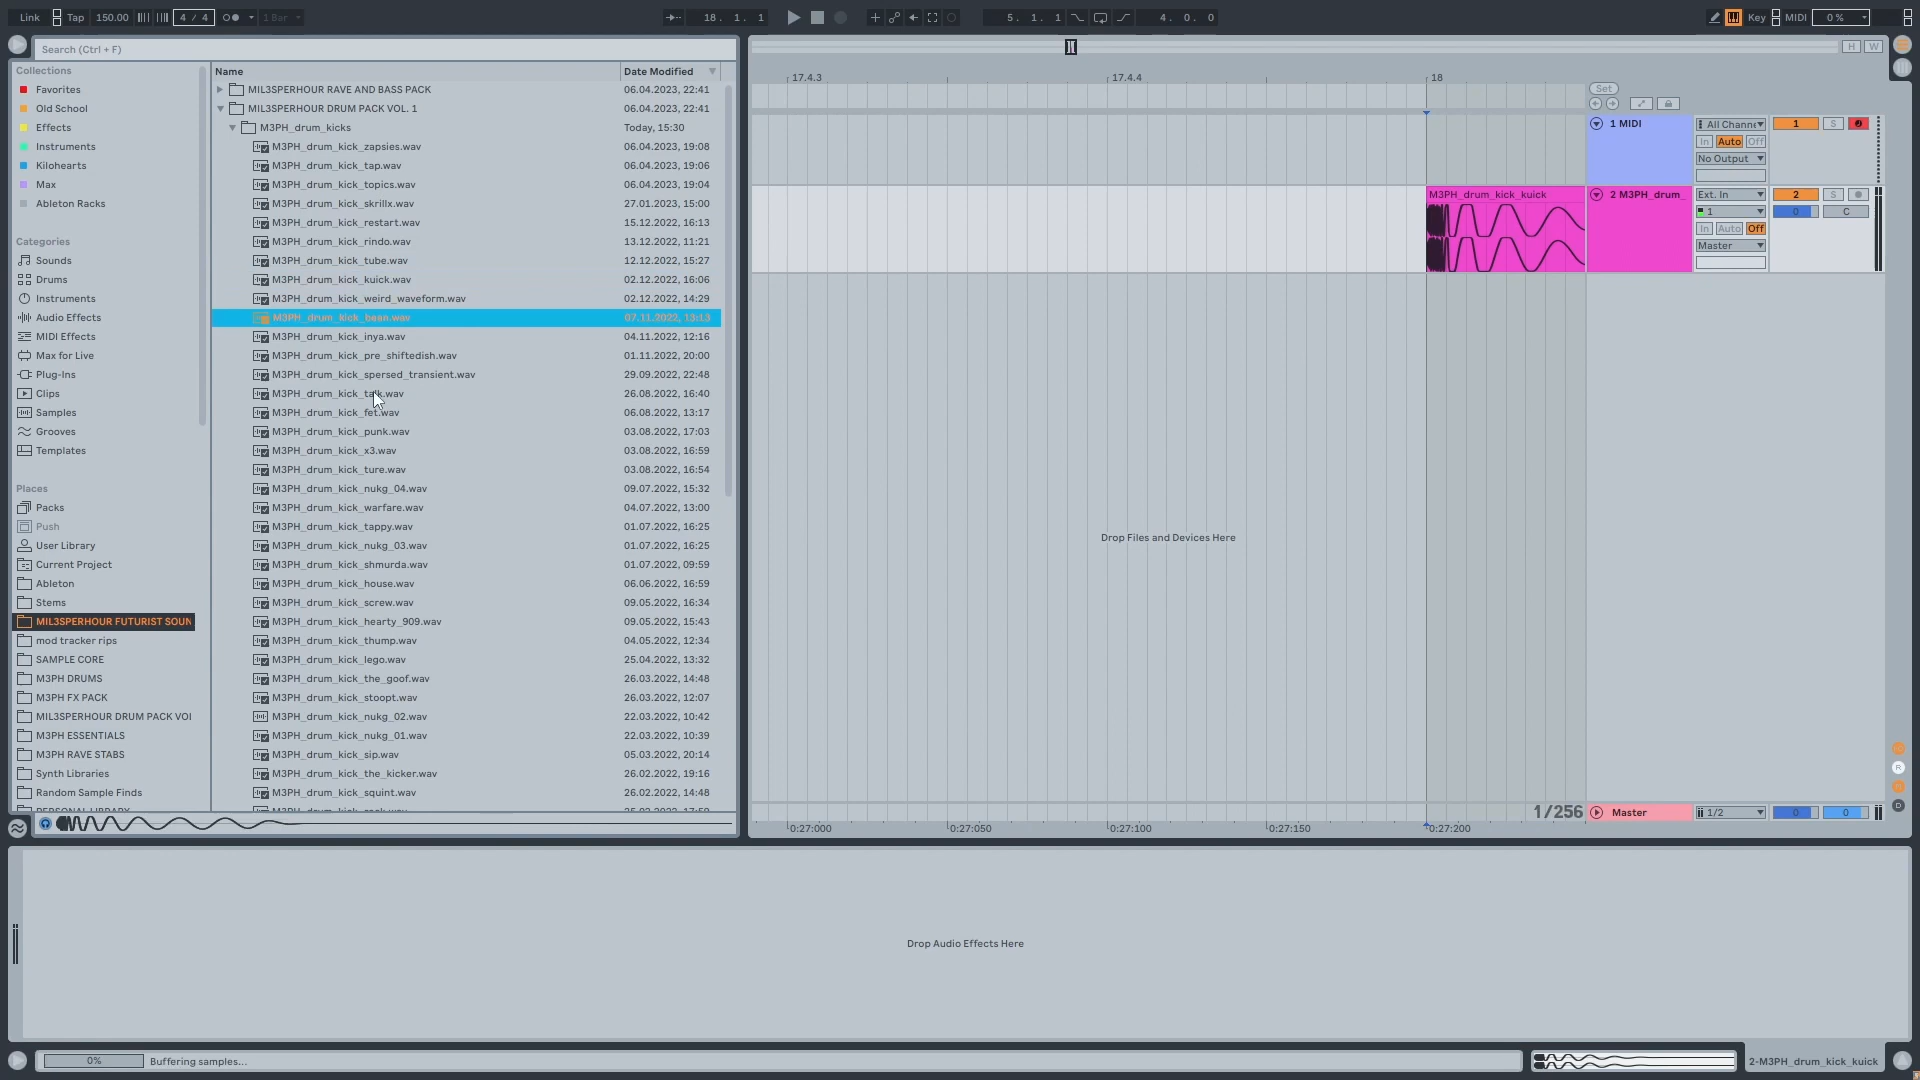 Link Tap 150.00 4 / 4 1 Bar 18. 1. 1 5. 1. 1 4. 0. 0 Key MIDI 0 %
Search (Ctrl + F)
H W
Collections
Favorites
Old School
Effects
Instruments
Kilohearts
Max
Ableton Racks
Categories
Sounds
Drums
Instruments
Audio Effects
MIDI Effects
Max for Live
Plug-Ins
Clips
Samples
Grooves
Templates
Places
Packs
Push
User Library
Current Project
Ableton
Stems
MIL3SPERHOUR FUTURIST SOUN
mod tracker rips
SAMPLE CORE
M3PH DRUMS
M3PH FX PACK
MIL3SPERHOUR DRUM PACK VOI
M3PH ESSENTIALS
M3PH RAVE STABS
Synth Libraries
Random Sample Finds
Name Date Modified
MIL3SPERHOUR RAVE AND BASS PACK 06.04.2023, 22:41
MIL3SPERHOUR DRUM PACK VOL. 1 06.04.2023, 22:41
M3PH_drum_kicks Today, 15:30
M3PH_drum_kick_zapsies.wav 06.04.2023, 19:08
M3PH_drum_kick_tap.wav 06.04.2023, 19:06
M3PH_drum_kick_topics.wav 06.04.2023, 19:04
M3PH_drum_kick_skrillx.wav 27.01.2023, 15:00
M3PH_drum_kick_restart.wav 15.12.2022, 16:13
M3PH_drum_kick_rindo.wav 13.12.2022, 11:21
M3PH_drum_kick_tube.wav 12.12.2022, 15:27
M3PH_drum_kick_kuick.wav 02.12.2022, 16:06
M3PH_drum_kick_weird_waveform.wav 02.12.2022, 14:29
M3PH_drum_kick_bean.wav 07.11.2022, 13:13
M3PH_drum_kick_inya.wav 04.11.2022, 12:16
M3PH_drum_kick_pre_shiftedish.wav 01.11.2022, 20:00
M3PH_drum_kick_spersed_transient.wav 29.09.2022, 22:48
M3PH_drum_kick_talk.wav 26.08.2022, 16:40
M3PH_drum_kick_fet.wav 06.08.2022, 13:17
M3PH_drum_kick_punk.wav 03.08.2022, 17:03
M3PH_drum_kick_x3.wav 03.08.2022, 16:59
M3PH_drum_kick_ture.wav 03.08.2022, 16:54
M3PH_drum_kick_nukg_04.wav 09.07.2022, 15:32
M3PH_drum_kick_warfare.wav 04.07.2022, 13:00
M3PH_drum_kick_tappy.wav 01.07.2022, 16:25
M3PH_drum_kick_nukg_03.wav 01.07.2022, 16:25
M3PH_drum_kick_shmurda.wav 01.07.2022, 09:59
M3PH_drum_kick_house.wav 06.06.2022, 16:59
M3PH_drum_kick_screw.wav 09.05.2022, 16:34
M3PH_drum_kick_hearty_909.wav 09.05.2022, 15:43
M3PH_drum_kick_thump.wav 04.05.2022, 12:34
M3PH_drum_kick_lego.wav 25.04.2022, 13:32
M3PH_drum_kick_the_goof.wav 26.03.2022, 14:48
M3PH_drum_kick_stoopt.wav 26.03.2022, 12:07
M3PH_drum_kick_nukg_02.wav 22.03.2022, 10:42
M3PH_drum_kick_nukg_01.wav 22.03.2022, 10:39
M3PH_drum_kick_sip.wav 05.03.2022, 20:14
M3PH_drum_kick_the_kicker.wav 26.02.2022, 19:16
M3PH_drum_kick_squint.wav 26.02.2022, 14:48
17.4.3 17.4.4 18
Set
1 MIDI All Channe 1 S
In Auto Off
No Output
M3PH_drum_kick_kuick 2 M3PH_drum_ Ext. In 2 S
1 0 C
In Auto Off
Master
Drop Files and Devices Here
1/256 Master 1/2 0 0
0:27:000 0:27:050 0:27:100 0:27:150 0:27:200
R
D
Drop Audio Effects Here
0% Buffering samples...
2-M3PH_drum_kick_kuick